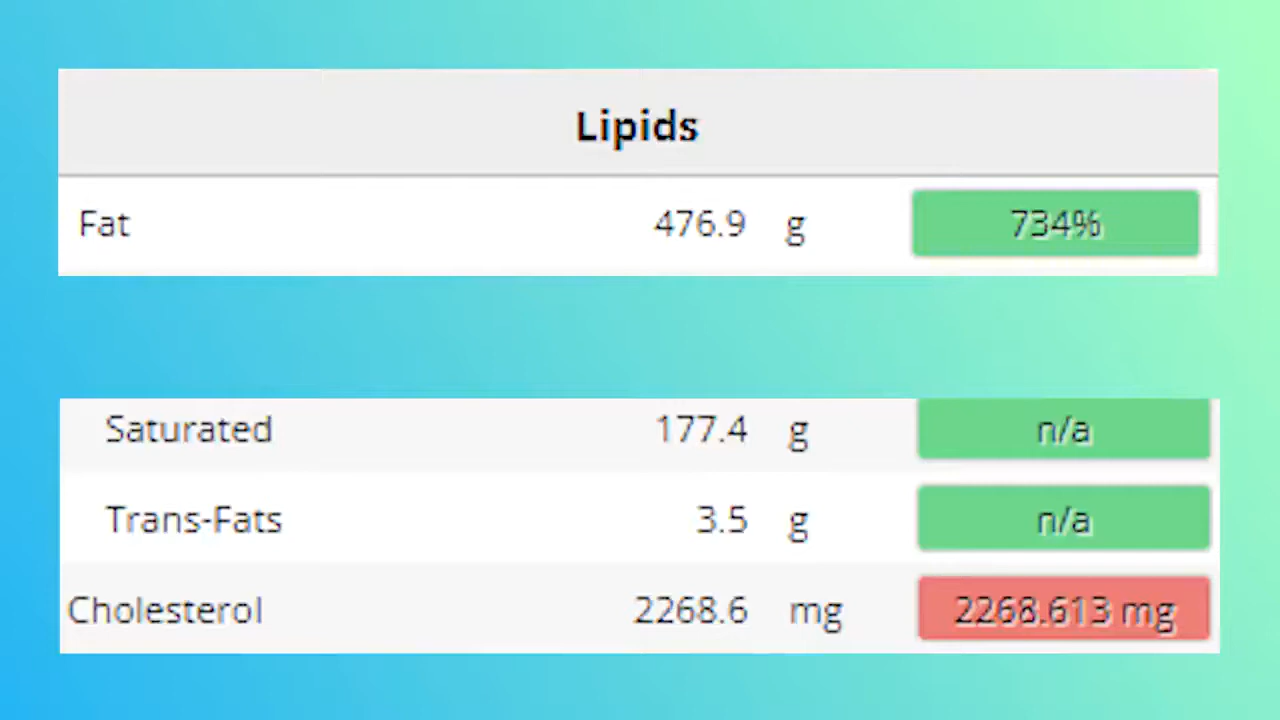 Lipids
Fat 476.9 g 734%
Saturated 177.4 g n/a
Trans-Fats 3.5 g n/a
Cholesterol 2268.6 mg 2268.613 mg